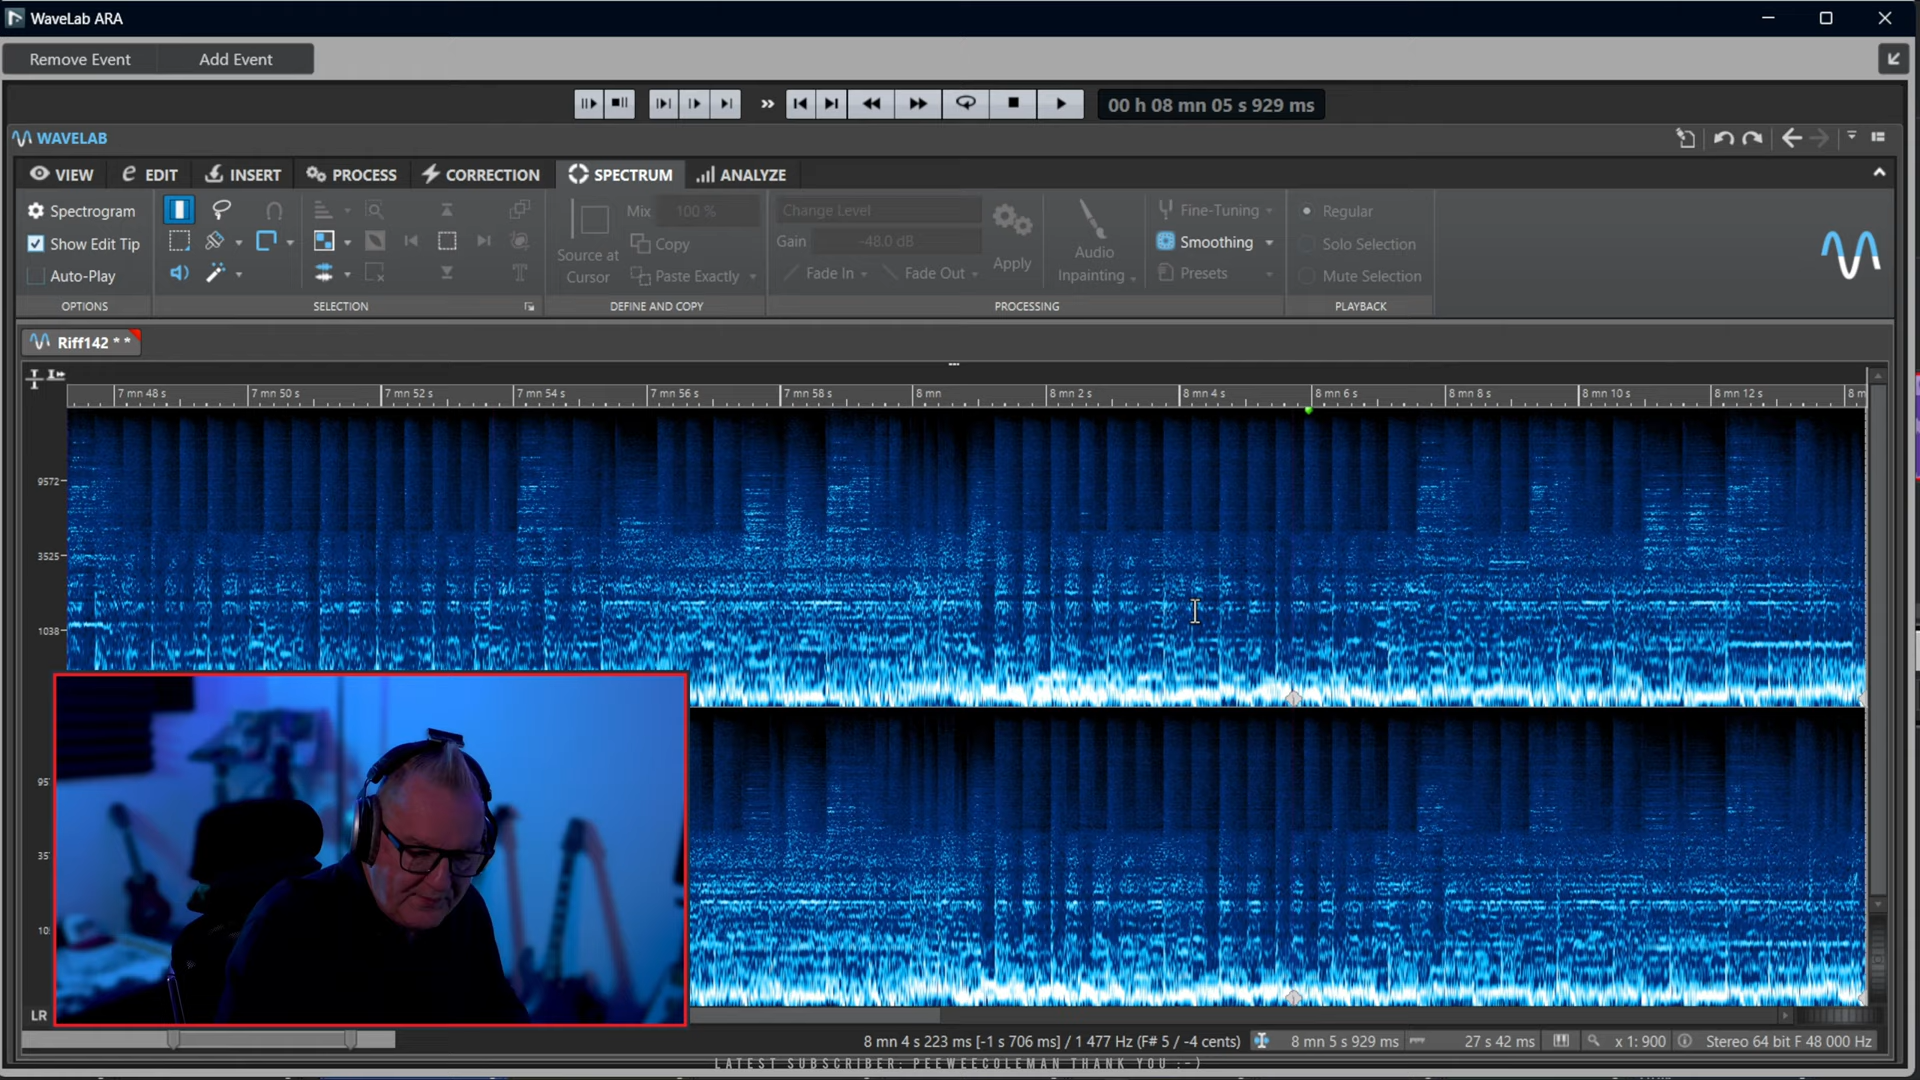 WaveLab ARA
Remove Event Add Event
00 h 08 mn 05 s 929 ms
WAVELAB
VIEW EDIT INSERT PROCESS CORRECTION SPECTRUM ANALYZE
Spectrogram Mix 100 % Change Level Fine-Tuning Regular
Show Edit Tip Source at Copy Gain -48.0 dB Audio Smoothing Solo Selection
Auto-Play Cursor Paste Exactly Fade In Fade Out Apply Inpainting Presets Mute Selection
OPTIONS SELECTION DEFINE AND COPY PROCESSING PLAYBACK
Riff142 * *
7 mn 48 s 7 mn 50 s 7 mn 52 s 7 mn 54 s 7 mn 56 s 7 mn 58 s 8 mn 8 mn 2 s 8 mn 4 s 8 mn 6 s 8 mn 8 s 8 mn 10 s 8 mn 12 s 8 m
9572
3525
1038
95
35
10
LR
8 mn 4 s 223 ms [-1 s 706 ms] / 1 477 Hz (F# 5 / -4 cents) 8 mn 5 s 929 ms 27 s 42 ms x 1: 900 Stereo 64 bit F 48 000 Hz
LATEST SUBSCRIBER: PEEWEECOLEMAN THANK YOU :-)